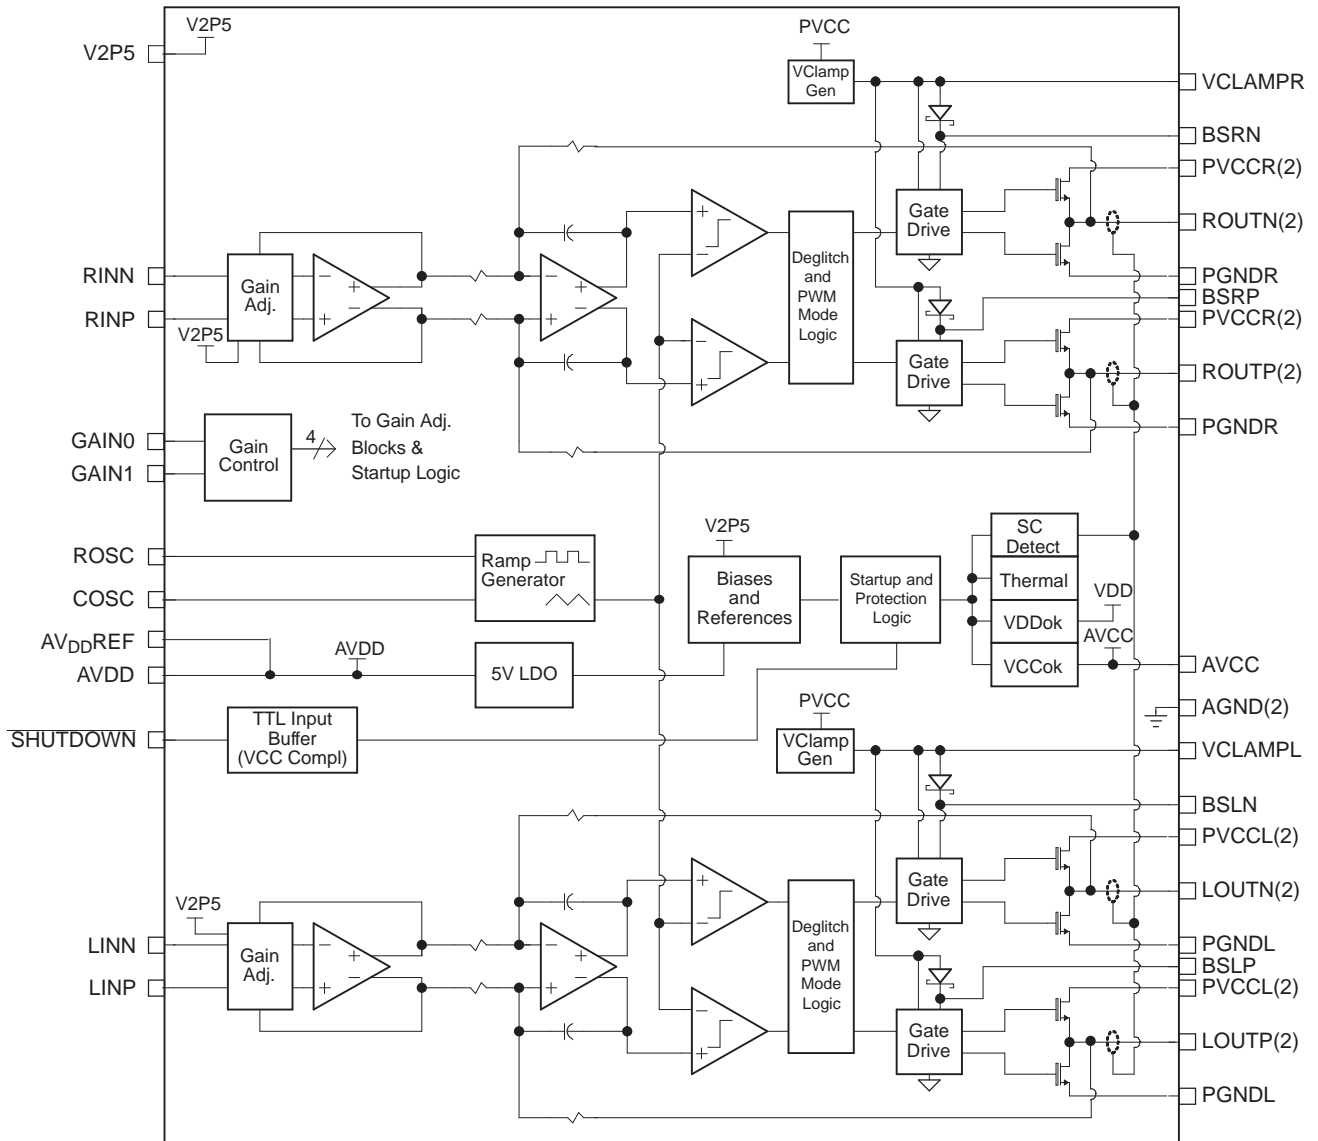 V2P5
V2P5
PVCC
VClamp
Gen
VCLAMPR
BSRN
PVCCR(2)
Gate
Drive
ROUTN(2)
Deglitch
and
PWM
Mode
Logic
RINN
RINP
Gain
Adj.
V2P5
PGNDR
BSRP
PVCCR(2)
Gate
Drive
ROUTP(2)
PGNDR
GAIN0
GAIN1
Gain
Control
4
To Gain Adj.
Blocks &
Startup Logic
ROSC
COSC
Ramp
Generator
V2P5
Biases
and
References
Startup and
Protection
Logic
SC
Detect
Thermal
VDDok
VCCok
VDD
AVCC
AVCC
AVDDREF
AVDD
AVDD
5V LDO
AGND(2)
SHUTDOWN
TTL Input
Buffer
(VCC Compl)
PVCC
VClamp
Gen
VCLAMPL
BSLN
PVCCL(2)
Gate
Drive
LOUTN(2)
Deglitch
and
PWM
Mode
Logic
V2P5
LINN
LINP
Gain
Adj.
PGNDL
BSLP
PVCCL(2)
Gate
Drive
LOUTP(2)
PGNDL